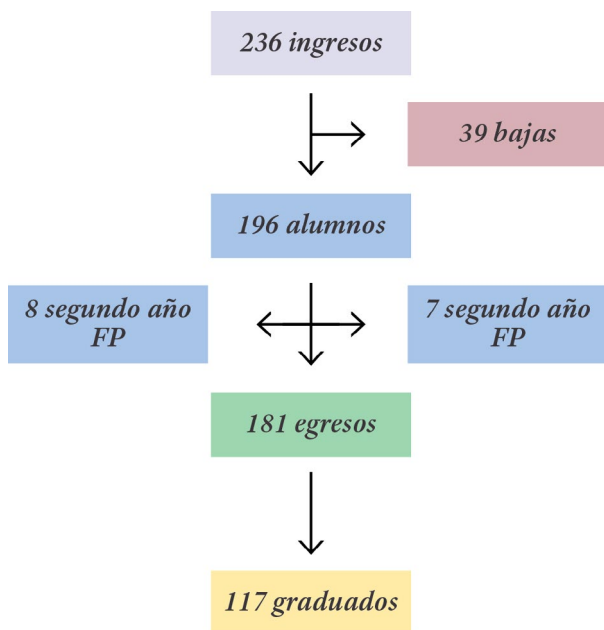 236 ingresos
39 bajas
196 alumnos
8 segundo año
FP
7 segundo año
FP
181 egresos
117 graduados